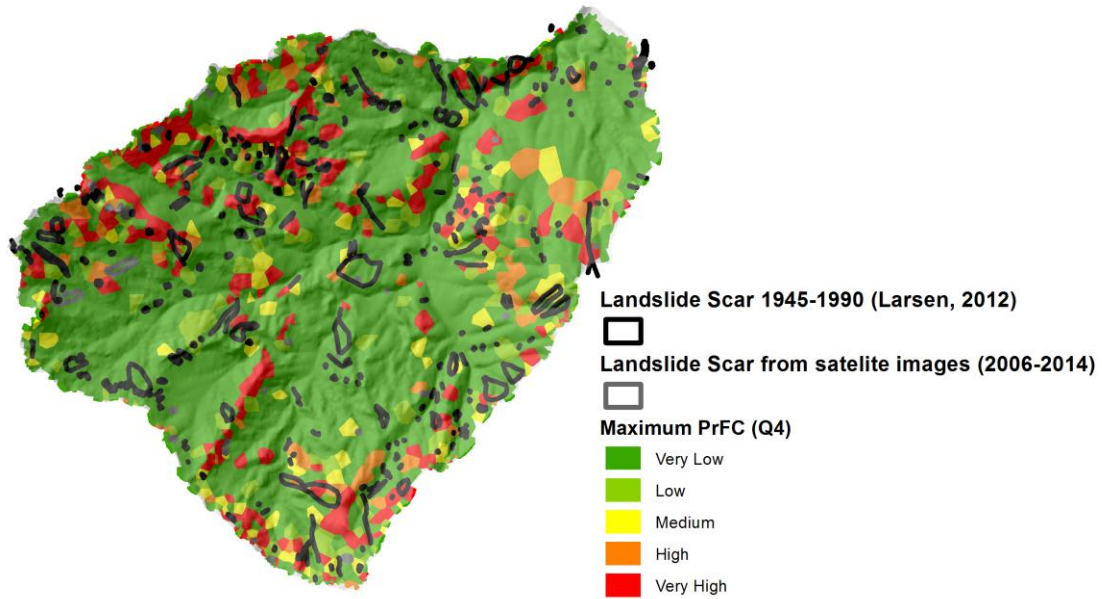 Landslide Scar 1945-1990 (Larsen, 2012)
Landslide Scar from satelite images (2006-2014)
Maximum PrFC (Q4)
Very Low
Low
Medium
High
Very High